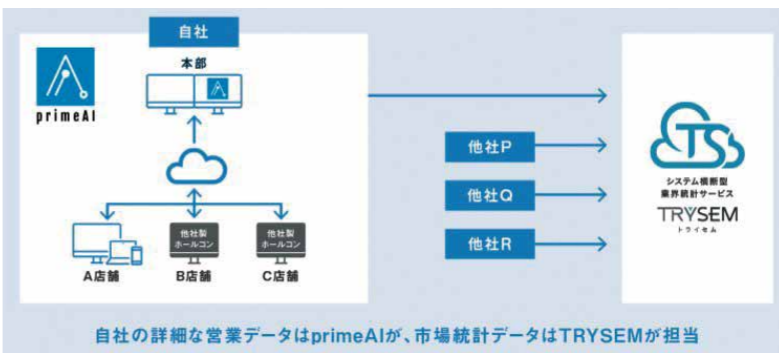 自社
本部
primeAI
他社P
他社Q
他社R
TS
システム横断型
業界統計サービス
TRYSEM
トライセム
他社製
ホールコン
他社製
ホールコン
A店舗
B店舗
C店舗
自社の詳細な営業データはprimeAIが、市場統計データはTRYSEMが担当